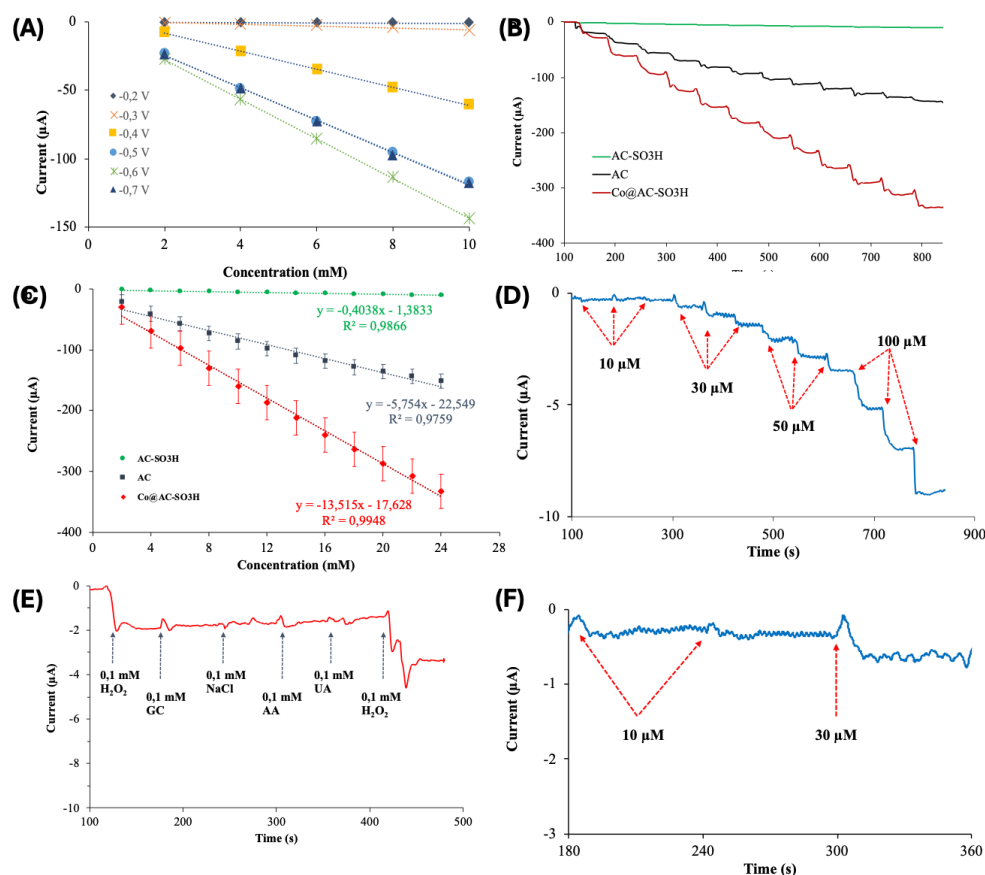 (A)
0
-50
-100
-150
Current (µA)
0
2
4
6
8
10
Concentration (mM)
-0,2 V
-0,3 V
-0,4 V
-0,5 V
-0,6 V
-0,7 V
(B)
0
-100
-200
-300
-400
Current (µA)
100
200
300
400
500
600
700
800
AC-SO3H
AC
Co@AC-SO3H
(C)
0
-100
-200
-300
-400
Current (µA)
0
4
8
12
16
20
24
28
Concentration (mM)
y = -0,4038x - 1,3833
R² = 0,9866
y = -5,754x - 22,549
R² = 0,9759
y = -13,515x - 17,628
R² = 0,9948
AC-SO3H
AC
Co@AC-SO3H
(D)
0
-5
-10
Current (µA)
100
300
500
700
900
Time (s)
10 µM
30 µM
50 µM
100 µM
(E)
0
-2
-4
-6
-8
-10
Current (µA)
100
200
300
400
500
Time (s)
0,1 mM
H₂O₂
0,1 mM
GC
0,1 mM
NaCl
0,1 mM
AA
0,1 mM
UA
0,1 mM
H₂O₂
(F)
0
-1
-2
-3
Current (µA)
180
240
300
360
Time (s)
10 µM
30 µM